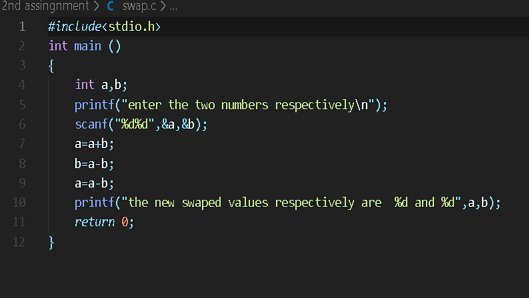 2nd assingnment > C swap.c > ...
1 #include<stdio.h>
2 int main ()
3 {
4 int a,b;
5 printf("enter the two numbers respectively\n");
6 scanf("%d%d",&a,&b);
7 a=a+b;
8 b=a-b;
9 a=a-b;
10 printf("the new swaped values respectively are  %d and %d",a,b);
11 return 0;
12 }